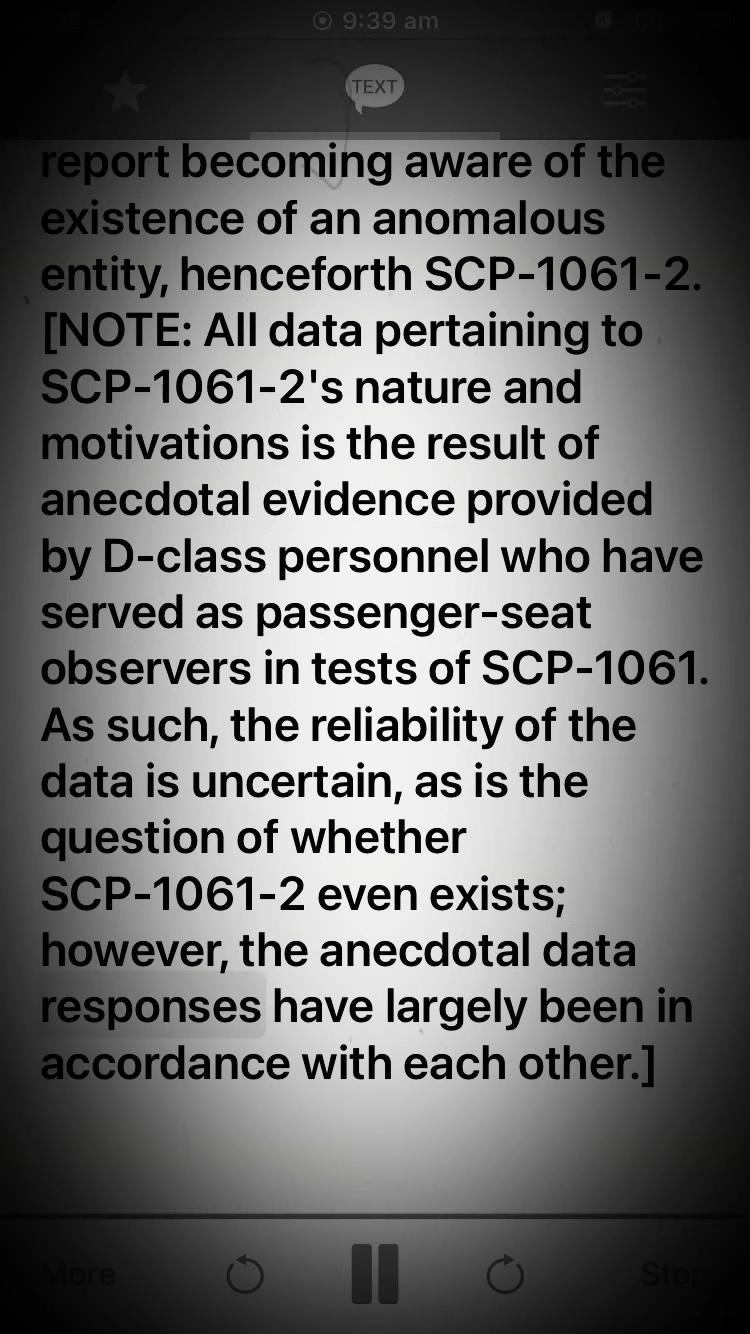 9:39 am
TEXT
report becoming aware of the
existence of an anomalous
entity, henceforth SCP-1061-2.
[NOTE: All data pertaining to
SCP-1061-2's nature and
motivations is the result of
anecdotal evidence provided
by D-class personnel who have
served as passenger-seat
observers in tests of SCP-1061.
As such, the reliability of the
data is uncertain, as is the
question of whether
SCP-1061-2 even exists;
however, the anecdotal data
responses have largely been in
accordance with each other.]
More Stop